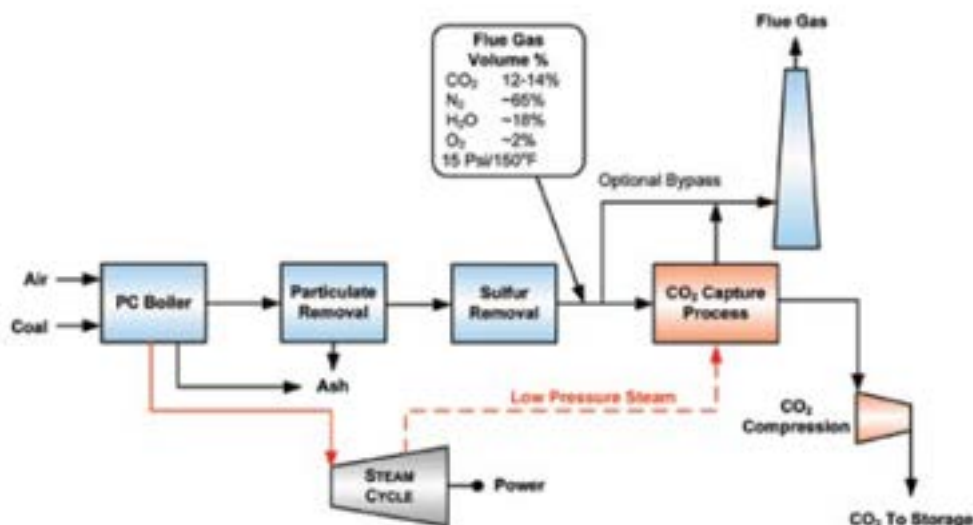 Flue Gas
Flue Gas
Volume %
CO₂ 12-14%
N₂ ~65%
H₂O ~18%
O₂ ~2%
15 Psi/150°F
Optional Bypass
Air
Coal
PC Boiler
Particulate
Removal
Sulfur
Removal
CO₂ Capture
Process
Ash
Low Pressure Steam
CO₂
Compression
STEAM
CYCLE
Power
CO₂ To Storage